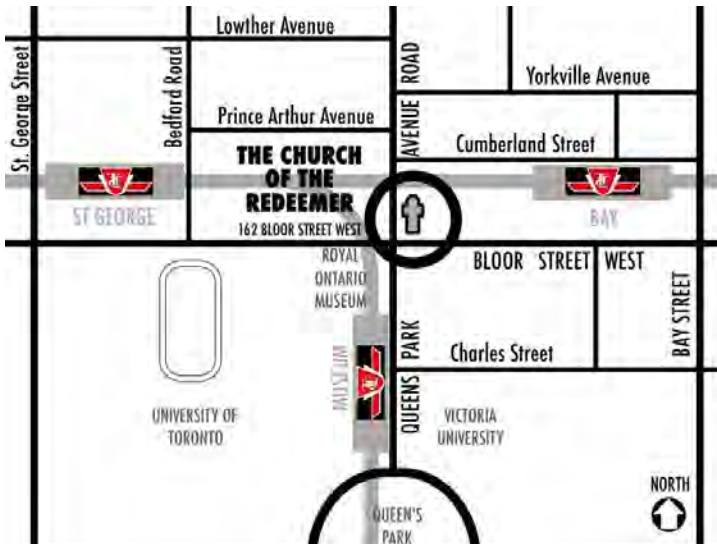 Lowther Avenue
St. George Street
Bedford Road
AVENUE ROAD
Yorkville Avenue
Prince Arthur Avenue
Cumberland Street
THE CHURCH
OF THE
REDEEMER
162 BLOOR STREET WEST
ST GEORGE
BAY
ROYAL
ONTARIO
MUSEUM
BLOOR STREET WEST
BAY STREET
QUEENS PARK
Charles Street
MUSEUM
UNIVERSITY OF
TORONTO
VICTORIA
UNIVERSITY
NORTH
QUEEN'S
PARK